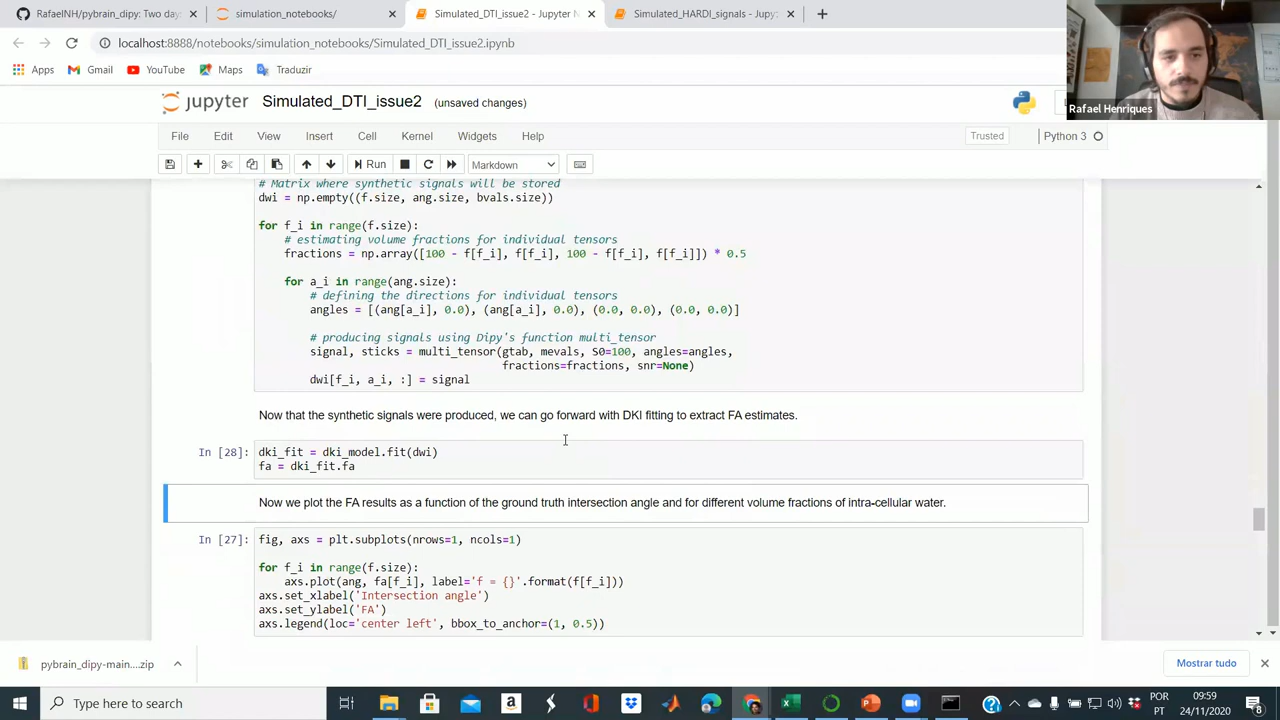 RafaelNH/pybrain_dipy: Two day
simulation_notebooks/
Simulated_DTI_issue2 - Jupyter N
Simulated_HARDI_signals - Jupyt
localhost:8888/notebooks/simulation_notebooks/Simulated_DTI_issue2.ipynb
Apps
Gmail
YouTube
Maps
Traduzir
Rafael Henriques
jupyter
Simulated_DTI_issue2
(unsaved changes)
File
Edit
View
Insert
Cell
Kernel
Widgets
Help
Trusted
Python 3
Run
Markdown
# Matrix where synthetic signals will be stored
dwi = np.empty((f.size, ang.size, bvals.size))
for f_i in range(f.size):
# estimating volume fractions for individual tensors
fractions = np.array([100 - f[f_i], f[f_i], 100 - f[f_i], f[f_i]]) * 0.5
for a_i in range(ang.size):
# defining the directions for individual tensors
angles = [(ang[a_i], 0.0), (ang[a_i], 0.0), (0.0, 0.0), (0.0, 0.0)]
# producing signals using Dipy's function multi_tensor
signal, sticks = multi_tensor(gtab, mevals, S0=100, angles=angles,
fractions=fractions, snr=None)
dwi[f_i, a_i, :] = signal
Now that the synthetic signals were produced, we can go forward with DKI fitting to extract FA estimates.
In [28]:
dki_fit = dki_model.fit(dwi)
fa = dki_fit.fa
Now we plot the FA results as a function of the ground truth intersection angle and for different volume fractions of intra-cellular water.
In [27]:
fig, axs = plt.subplots(nrows=1, ncols=1)
for f_i in range(f.size):
axs.plot(ang, fa[f_i], label='f = {}'.format(f[f_i]))
axs.set_xlabel('Intersection angle')
axs.set_ylabel('FA')
axs.legend(loc='center left', bbox_to_anchor=(1, 0.5))
pybrain_dipy-main....zip
Mostrar tudo
Type here to search
POR
PT
09:59
24/11/2020
8